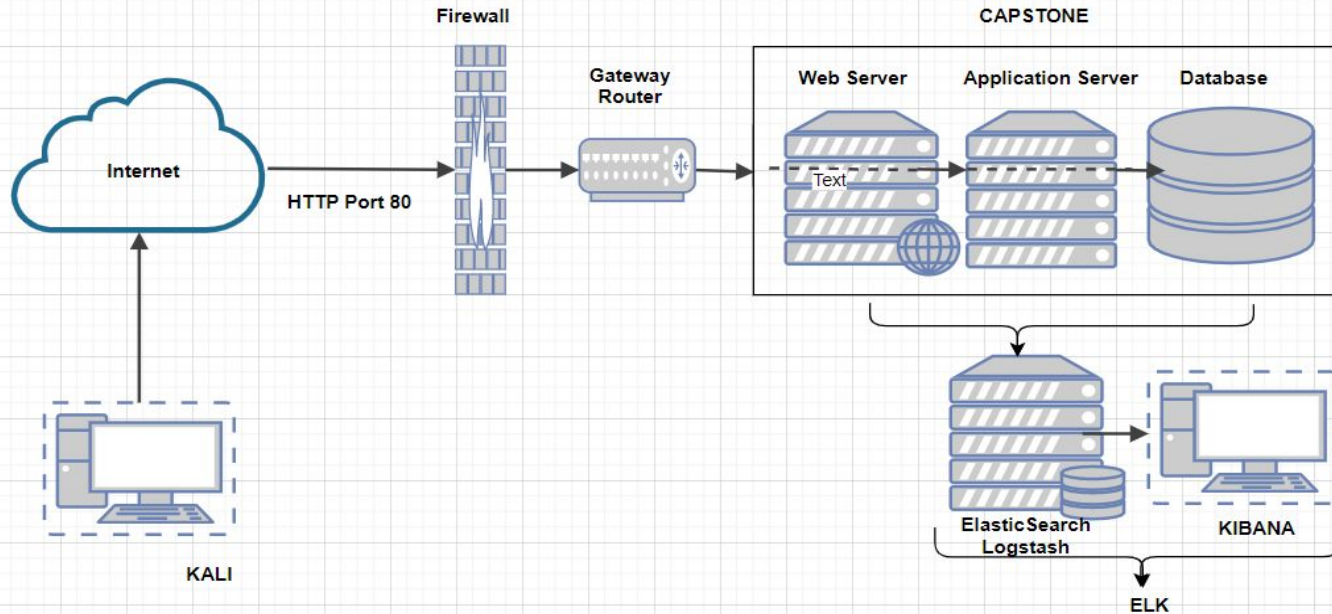 Firewall
CAPSTONE
Gateway
Router
Web Server
Application Server
Database
Internet
Text
HTTP Port 80
ElasticSearch
Logstash
KIBANA
KALI
ELK